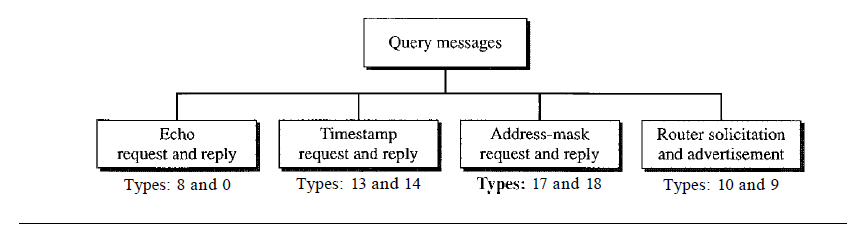 Query messages
Echo
request and reply
Timestamp
request and reply
Address-mask
request and reply
Router solicitation
and advertisement
Types: 8 and 0
Types: 13 and 14
Types: 17 and 18
Types: 10 and 9